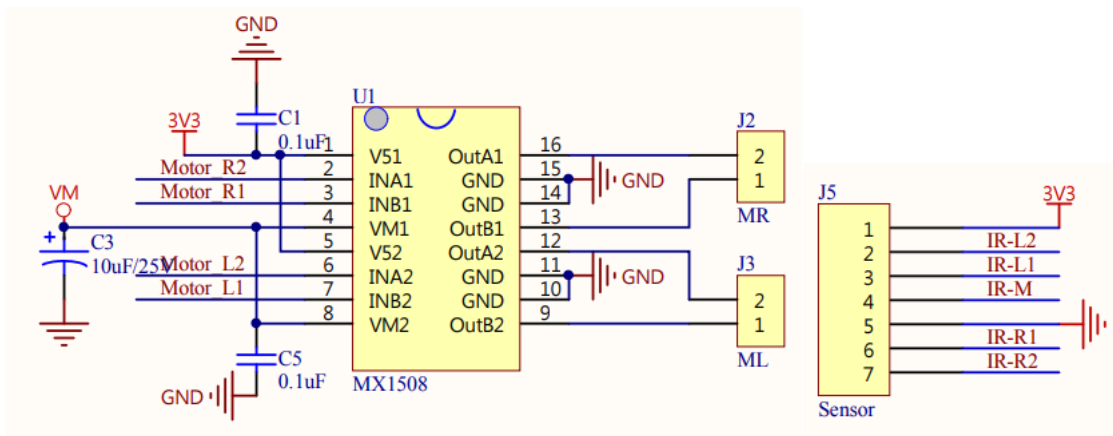 GND
U1
C1
0.1uF
3V3
1 V51 OutA1 16
Motor_R2 2 INA1 GND 15 GND
Motor_R1 3 INB1 GND 14
VM 4 VM1 OutB1 13
5 V52 OutA2 12
+ C3
10uF/25V
Motor_L2 6 INA2 GND 11 GND
Motor_L1 7 INB2 GND 10
8 VM2 OutB2 9
C5
0.1uF
GND
MX1508
J2
2
1
MR
J3
2
1
ML
J5
1 3V3
2 IR-L2
3 IR-L1
4 IR-M
5
6 IR-R1
7 IR-R2
Sensor